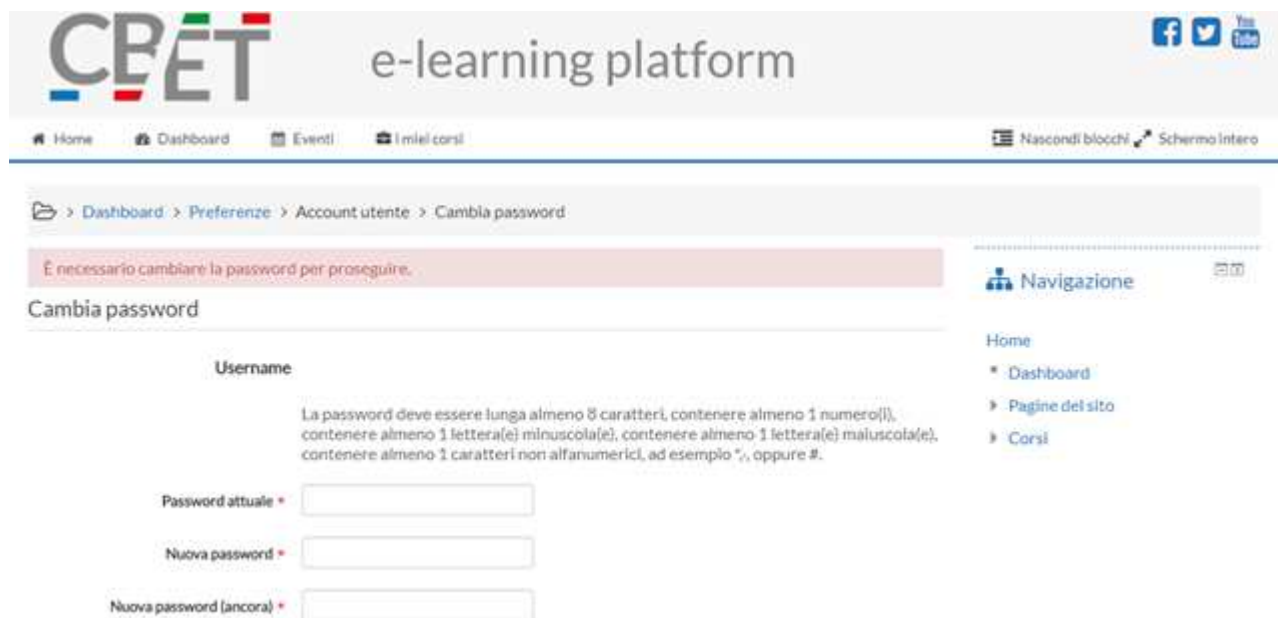 CBET
e-learning platform
You
Tube
Home Dashboard Eventi I miei corsi Nascondi blocchi Schermo intero
> Dashboard > Preferenze > Account utente > Cambia password
È necessario cambiare la password per proseguire.
Cambia password
Username
La password deve essere lunga almeno 8 caratteri, contenere almeno 1 numero(i),
contenere almeno 1 lettera(e) minuscola(e), contenere almeno 1 lettera(e) maiuscola(e),
contenere almeno 1 caratteri non alfanumerici, ad esempio *,-, oppure #.
Password attuale *
Nuova password *
Nuova password (ancora) *
Navigazione
Home
Dashboard
Pagine del sito
Corsi